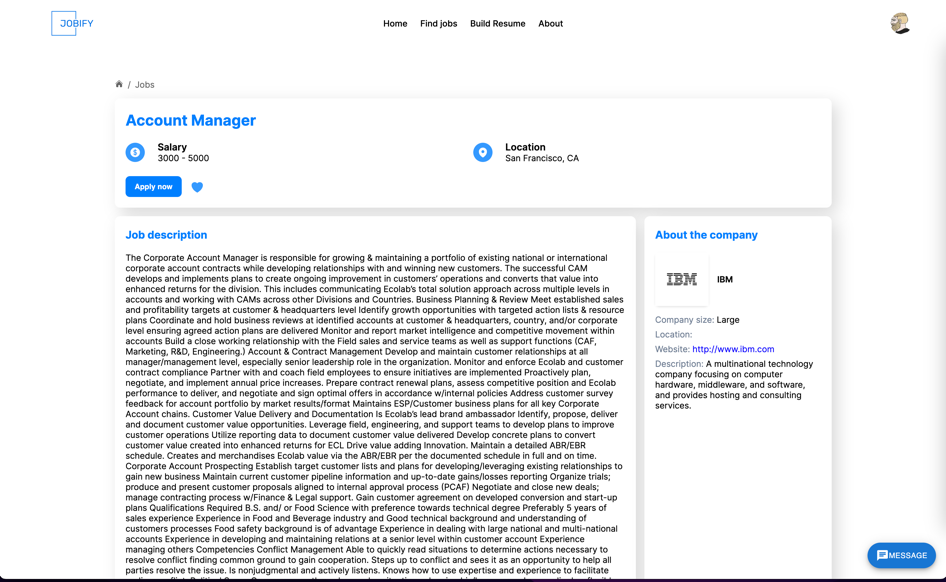 JOBIFY
Home Find jobs Build Resume About
/ Jobs
Account Manager
Salary
3000 - 5000
Location
San Francisco, CA
Apply now
Job description
The Corporate Account Manager is responsible for growing & maintaining a portfolio of existing national or international
corporate account contracts while developing relationships with and winning new customers. The successful CAM
develops and implements plans to create ongoing improvement in customers' operations and converts that value into
enhanced returns for the division. This includes communicating Ecolab's total solution approach across multiple levels in
accounts and working with CAMs across other Divisions and Countries. Business Planning & Review Meet established sales
and profitability targets at customer & headquarters level Identify growth opportunities with targeted action lists & resource
plans Coordinate and hold business reviews at identified accounts at customer & headquarters, country, and/or corporate
level ensuring agreed action plans are delivered Monitor and report market intelligence and competitive movement within
accounts Build a close working relationship with the Field sales and service teams as well as support functions (CAF,
Marketing, R&D, Engineering.) Account & Contract Management Develop and maintain customer relationships at all
manager/management level, especially senior leadership role in the organization. Monitor and enforce Ecolab and customer
contract compliance Partner with and coach field employees to ensure initiatives are implemented Proactively plan,
negotiate, and implement annual price increases. Prepare contract renewal plans, assess competitive position and Ecolab
performance to deliver, and negotiate and sign optimal offers in accordance w/internal policies Address customer survey
feedback for account portfolio by market results/format Maintains ESP/Customer business plans for all key Corporate
Account chains. Customer Value Delivery and Documentation Is Ecolab's lead brand ambassador Identify, propose, deliver
and document customer value opportunities. Leverage field, engineering, and support teams to develop plans to improve
customer operations Utilize reporting data to document customer value delivered Develop concrete plans to convert
customer value created into enhanced returns for ECL Drive value adding Innovation. Maintain a detailed ABR/EBR
schedule. Creates and merchandises Ecolab value via the ABR/EBR per the documented schedule in full and on time.
Corporate Account Prospecting Establish target customer lists and plans for developing/leveraging existing relationships to
gain new business Maintain current customer pipeline information and up-to-date gains/losses reporting Organize trials;
produce and present customer proposals aligned to internal approval process (PCAF) Negotiate and close new deals;
manage contracting process w/Finance & Legal support. Gain customer agreement on developed conversion and start-up
plans Qualifications Required B.S. and/ or Food Science with preference towards technical degree Preferably 5 years of
sales experience Experience in Food and Beverage industry and Good technical background and understanding of
customers processes Food safety background is of advantage Experience in dealing with large national and multi-national
accounts Experience in developing and maintaining relations at a senior level within customer account Experience
managing others Competencies Conflict Management Able to quickly read situations to determine actions necessary to
resolve conflict finding common ground to gain cooperation. Steps up to conflict and sees it as an opportunity to help all
parties resolve the issue. Is nonjudgmental and actively listens. Knows how to use expertise and experience to facilitate
About the company
IBM
IBM
Company size: Large
Location:
Website: http://www.ibm.com
Description: A multinational technology
company focusing on computer
hardware, middleware, and software,
and provides hosting and consulting
services.
MESSAGE